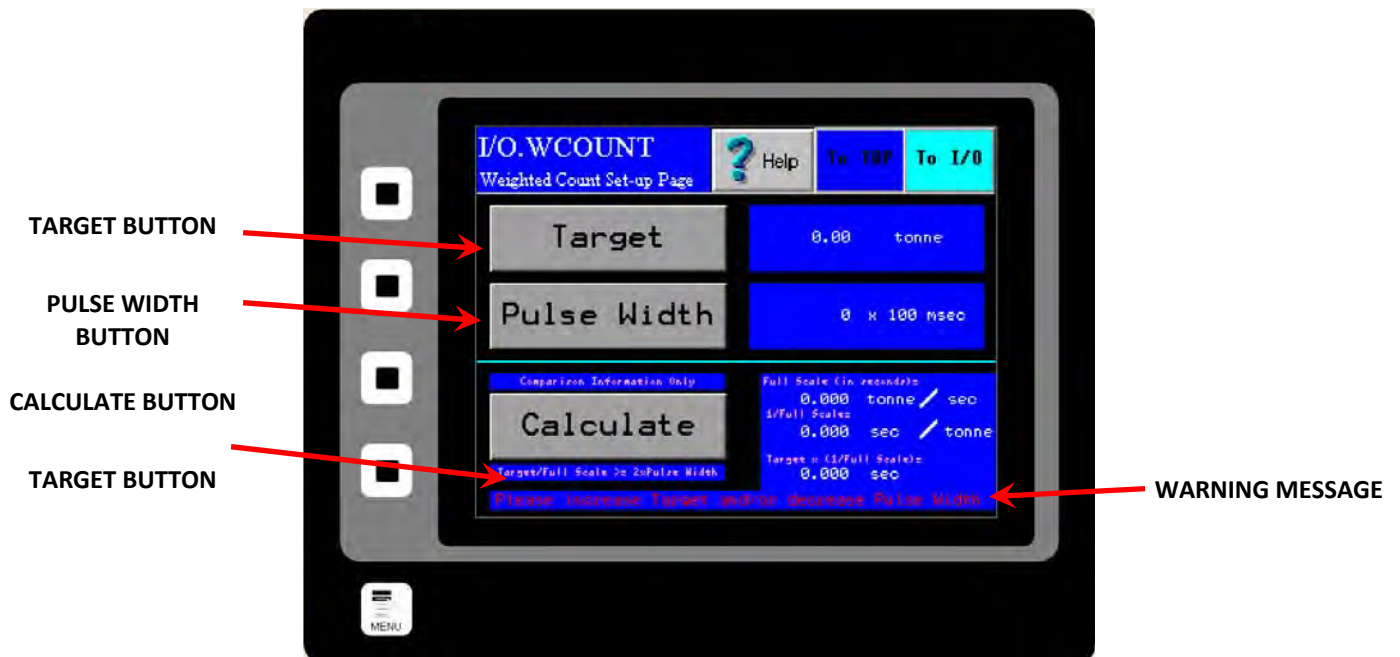 I/O.WCOUNT
Weighted Count Set-up Page
Help
To TOP
To I/O
TARGET BUTTON
Target
0.00 tonne
PULSE WIDTH
BUTTON
Pulse Width
0 x 100 msec
CALCULATE BUTTON
Comparison Information Only
Calculate
Target/Full Scale >= 2xPulse Width
Full Scale (in seconds)=
0.000 tonne / sec
1/Full Scale=
0.000 sec / tonne
Target x (1/Full Scale)=
0.000 sec
TARGET BUTTON
Please increase Target and/or decrease Pulse Width
WARNING MESSAGE
MENU